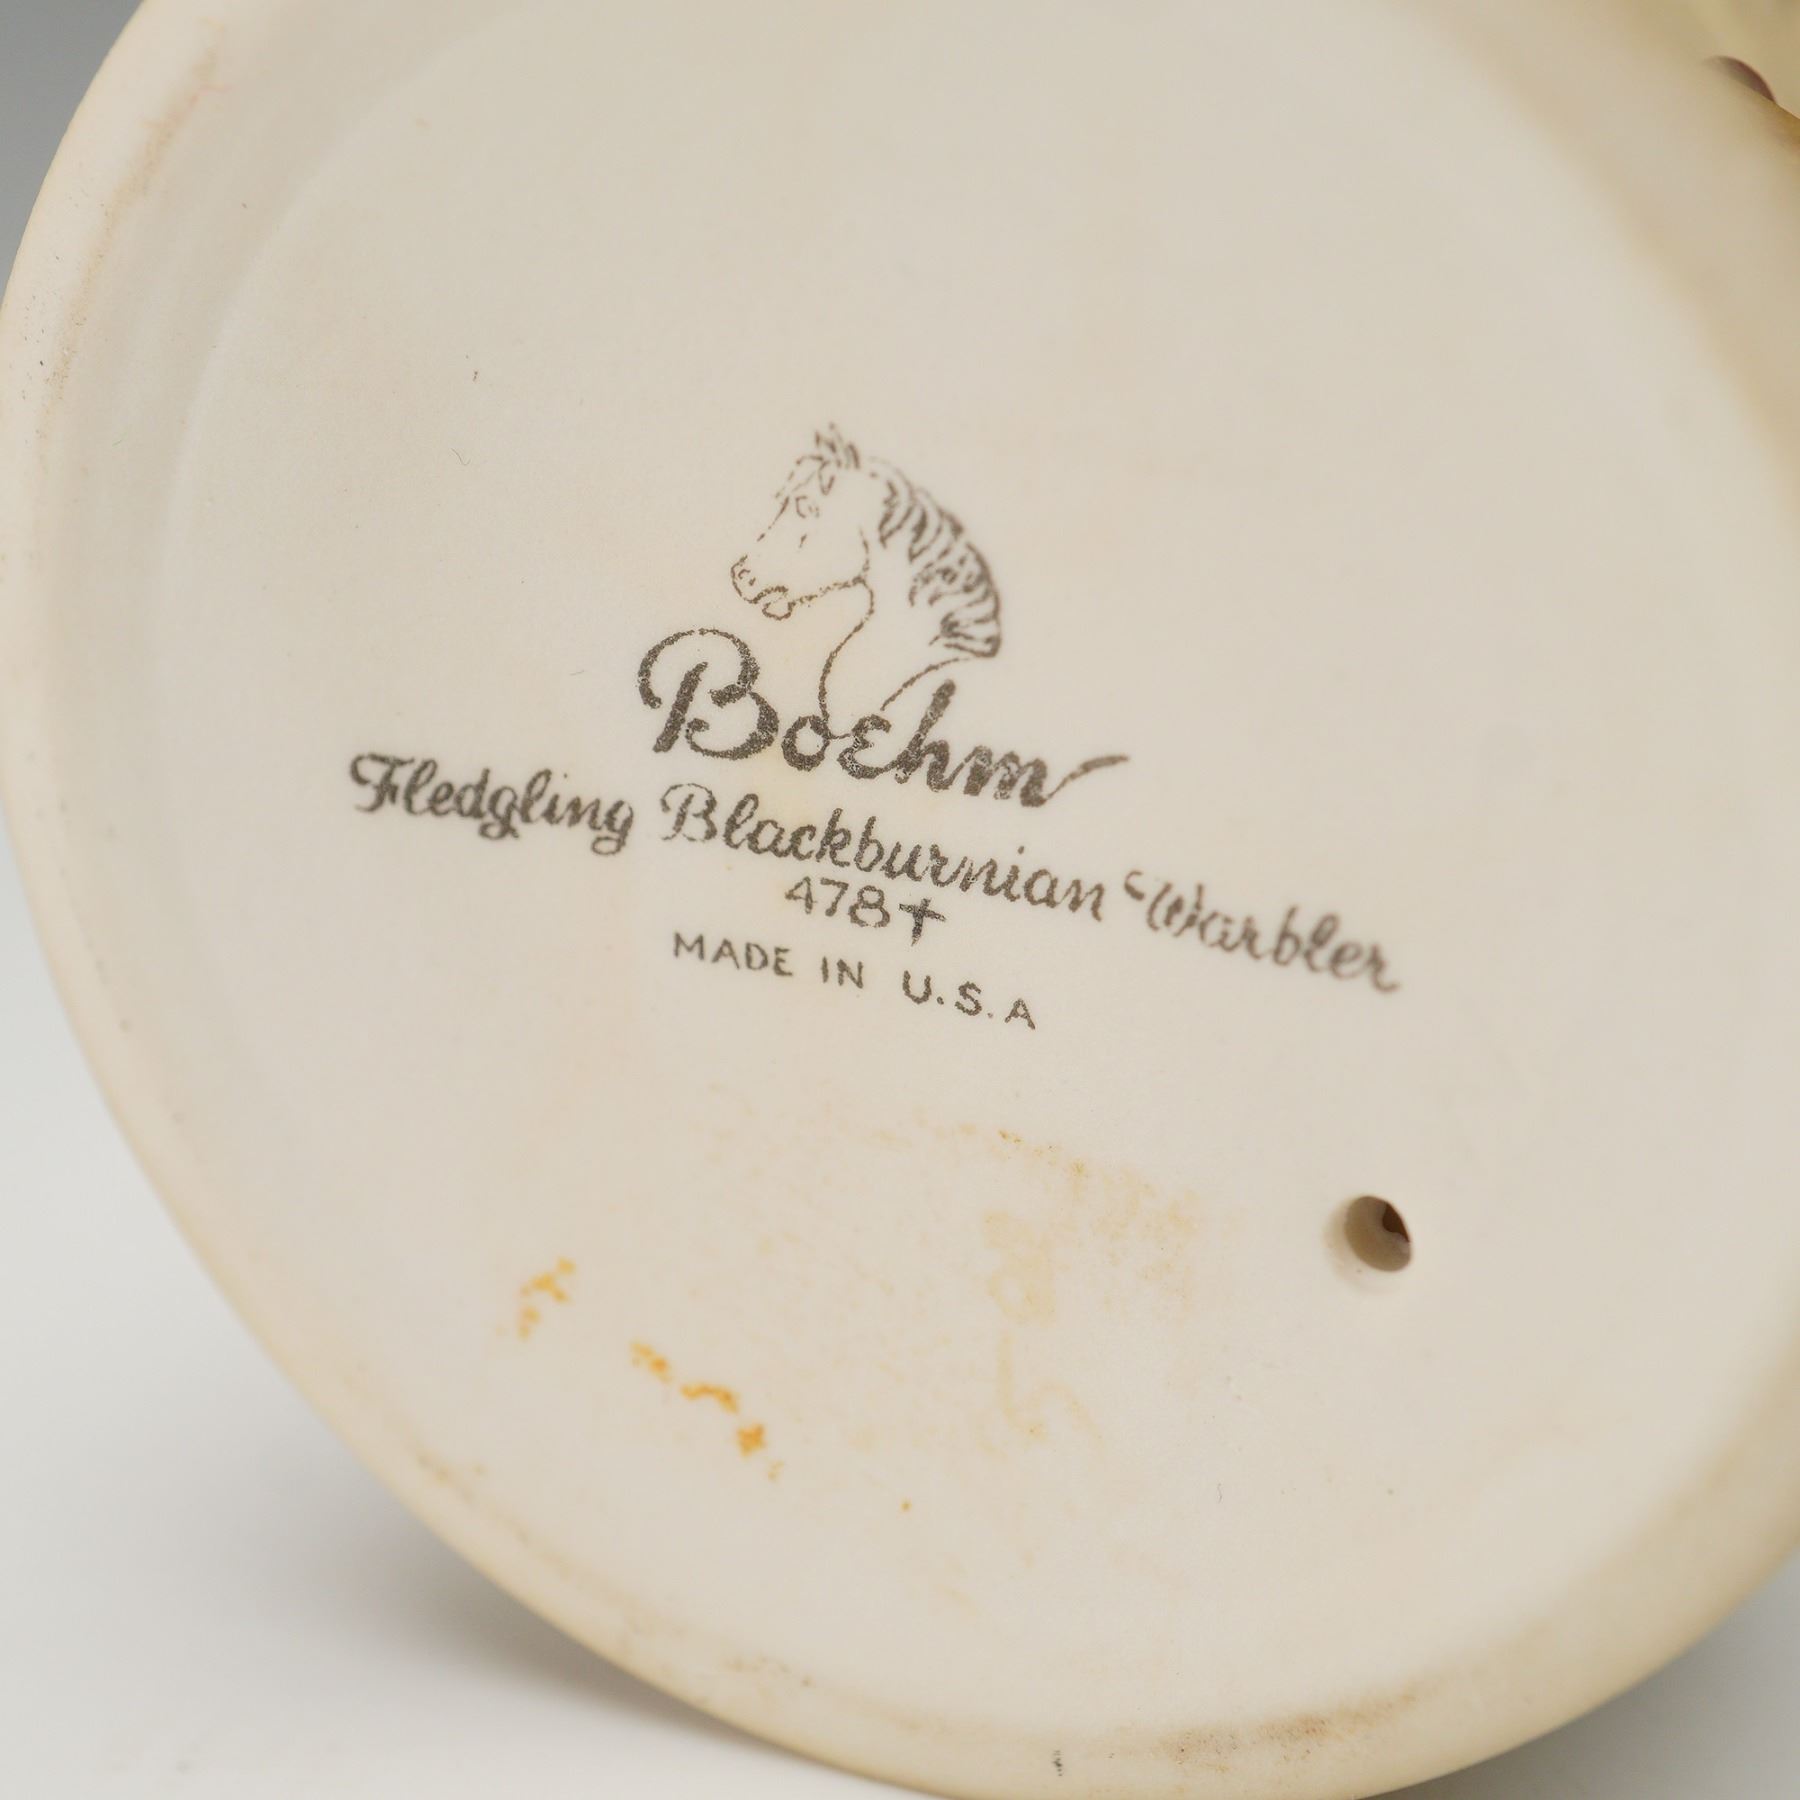 Boehm
Fledgling Blackburnian Warbler
478+
MADE IN U.S.A